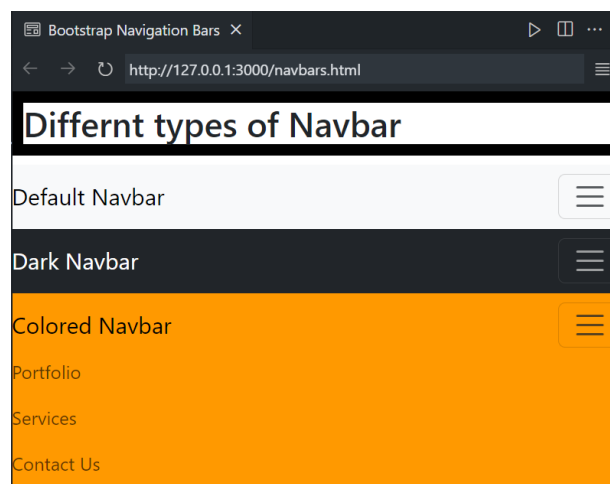 Bootstrap Navigation Bars
http://127.0.0.1:3000/navbars.html
Differnt types of Navbar
Default Navbar
Dark Navbar
Colored Navbar
Portfolio
Services
Contact Us